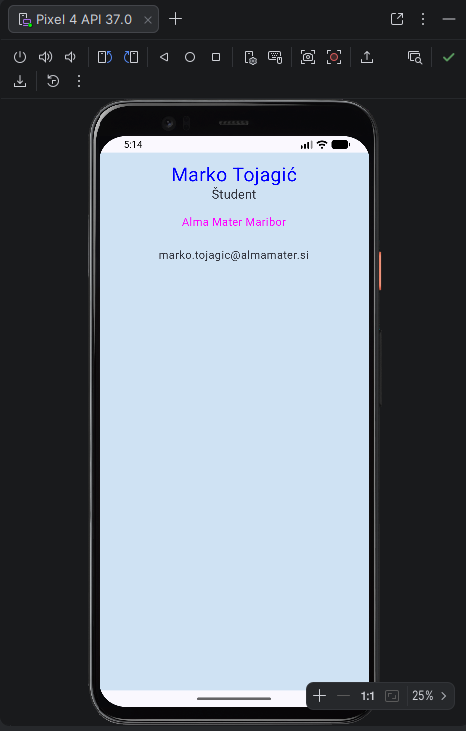 Pixel 4 API 37.0
5:14
Marko Tojagić
Študent
Alma Mater Maribor
marko.tojagic@almamater.si
1:1
25%